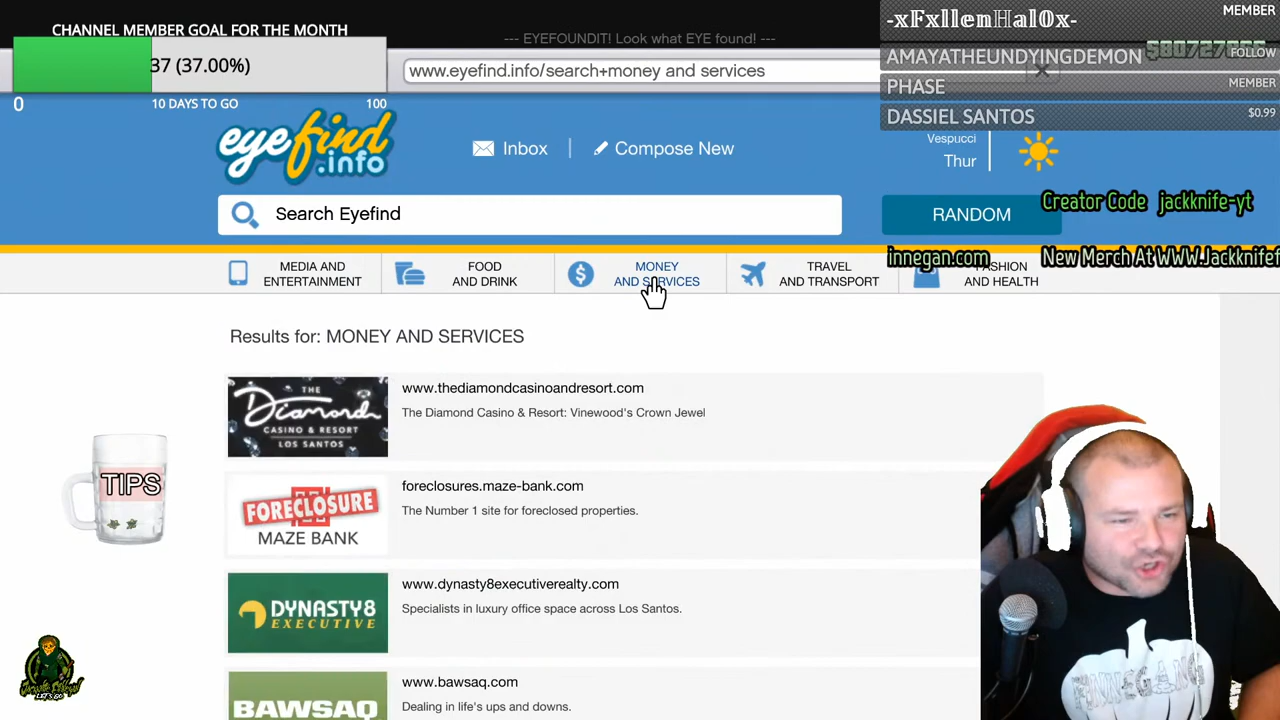 CHANNEL MEMBER GOAL FOR THE MONTH
37 (37.00%)
0
10 DAYS TO GO
100
--- EYEFOUNDIT! Look what EYE found! ---
www.eyefind.info/search+money and services
-xFxllenHal0x-
MEMBER
AMAYATHEUNDYINGDEMON
FOLLOW
PHASE
MEMBER
DASSIEL SANTOS
$0.99
eyefind
.info
Inbox
Compose New
Vespucci
Thur
Search Eyefind
RANDOM
Creator Code jackknife-yt
innegan.com
New Merch At WWW.Jackknifef
MEDIA AND
ENTERTAINMENT
FOOD
AND DRINK
MONEY
AND SERVICES
TRAVEL
AND TRANSPORT
FASHION
AND HEALTH
Results for: MONEY AND SERVICES
THE
Diamond
CASINO & RESORT
LOS SANTOS
www.thediamondcasinoandresort.com
The Diamond Casino & Resort: Vinewood's Crown Jewel
FORECLOSURE
MAZE BANK
foreclosures.maze-bank.com
The Number 1 site for foreclosed properties.
DYNASTY8
EXECUTIVE
www.dynasty8executiverealty.com
Specialists in luxury office space across Los Santos.
BAWSAQ
www.bawsaq.com
Dealing in life's ups and downs.
TIPS
LET'S GO